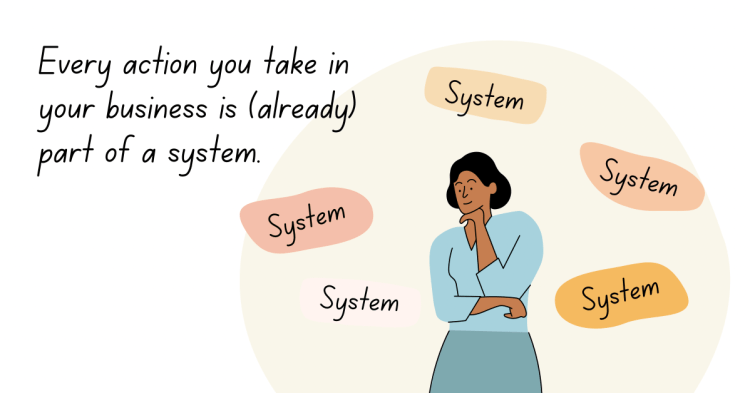 Every action you take in
your business is (already)
part of a system.
System
System
System
System
System